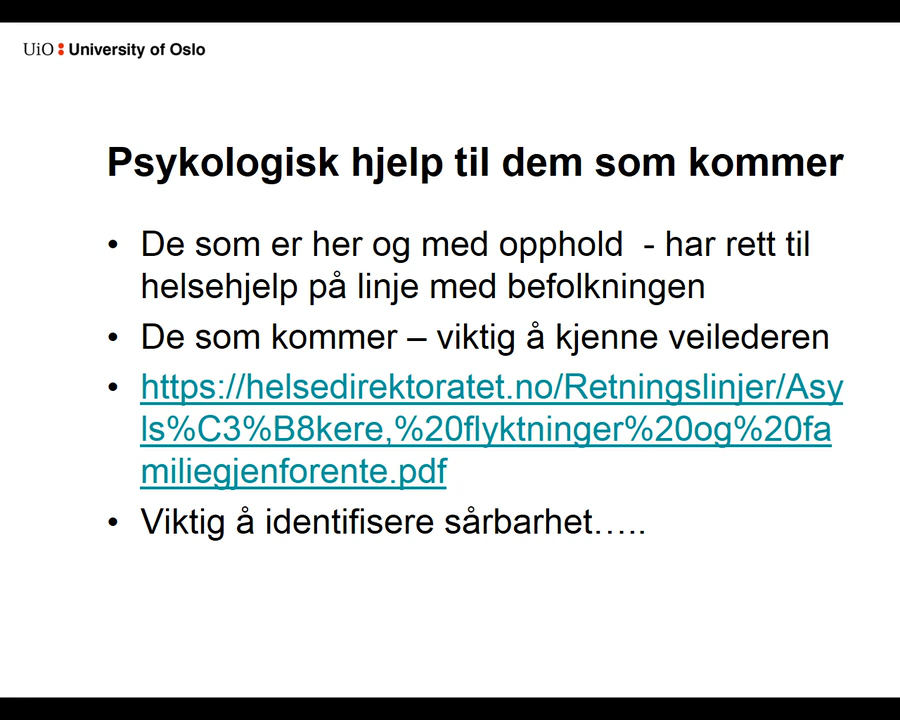 UiO : University of Oslo
Psykologisk hjelp til dem som kommer
• De som er her og med opphold - har rett til
helsehjelp på linje med befolkningen
• De som kommer – viktig å kjenne veilederen
• https://helsedirektoratet.no/Retningslinjer/Asy
ls%C3%B8kere,%20flyktninger%20og%20fa
miliegjenforente.pdf
• Viktig å identifisere sårbarhet…..